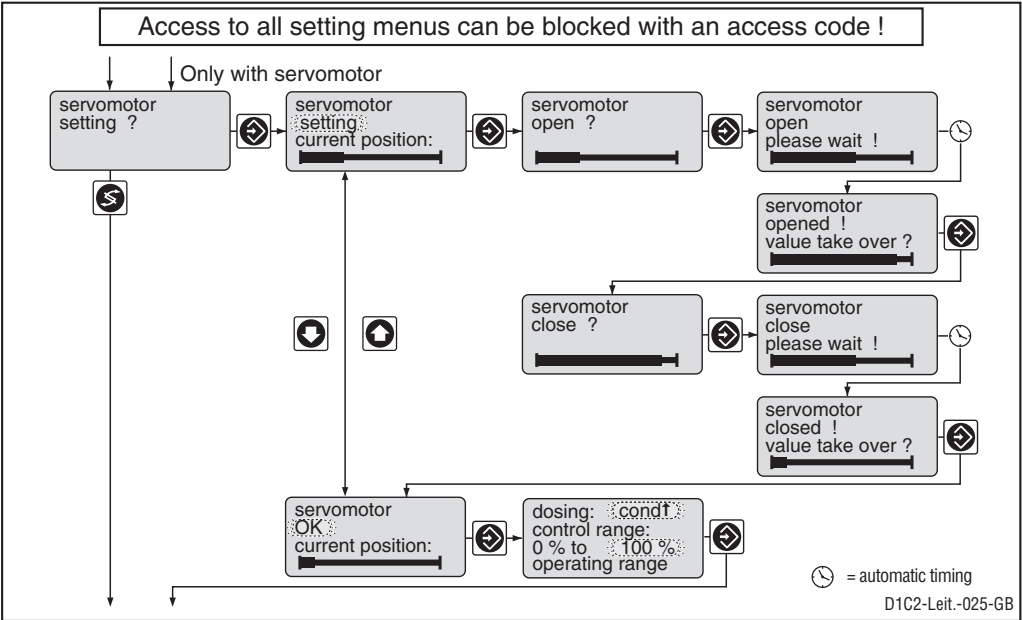 Access to all setting menus can be blocked with an access code !
Only with servomotor
servomotor
setting ?
servomotor
setting
current position:
servomotor
open ?
servomotor
open
please wait !
servomotor
opened !
value take over ?
servomotor
close ?
servomotor
close
please wait !
servomotor
closed !
value take over ?
servomotor
OK
current position:
dosing: cond↑
control range:
0 % to 100 %
operating range
= automatic timing
D1C2-Leit.-025-GB